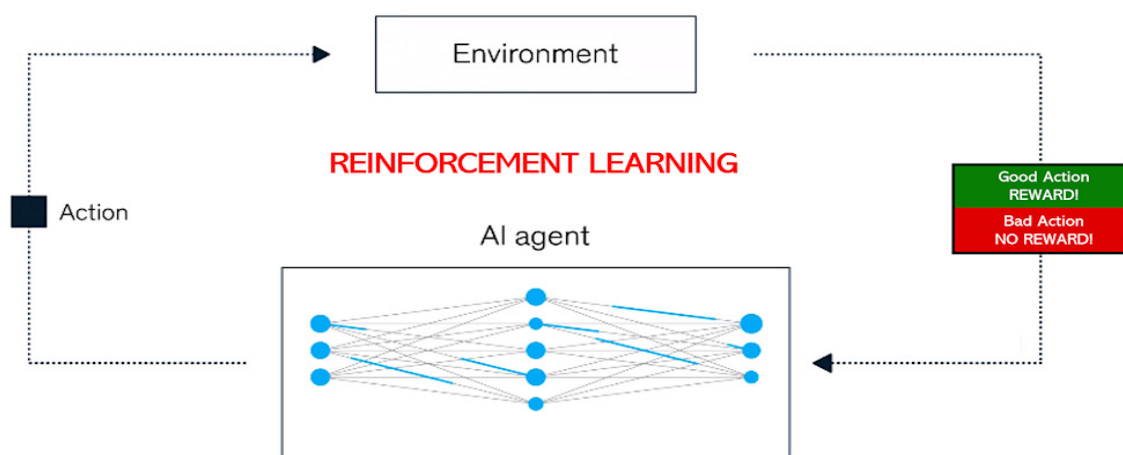 Environment
REINFORCEMENT LEARNING
Good Action
REWARD!
Bad Action
NO REWARD!
Action
AI agent